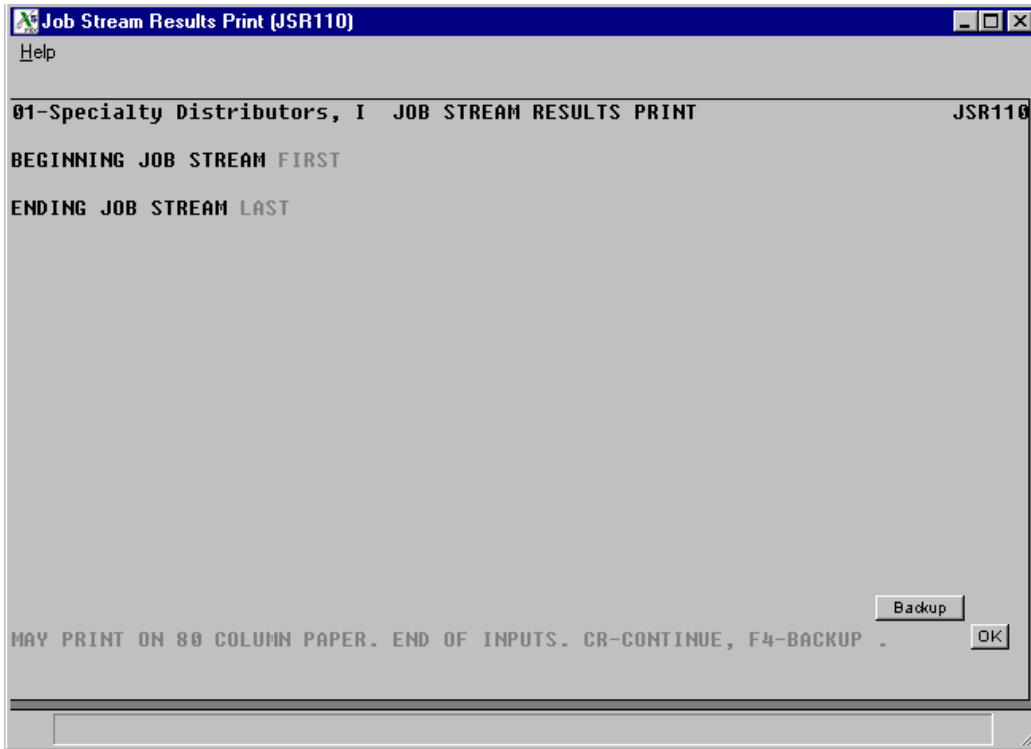 Job Stream Results Print (JSR110)
Help
01-Specialty Distributors, I JOB STREAM RESULTS PRINT JSR110
BEGINNING JOB STREAM FIRST
ENDING JOB STREAM LAST
Backup
MAY PRINT ON 80 COLUMN PAPER. END OF INPUTS. CR-CONTINUE, F4-BACKUP .
OK